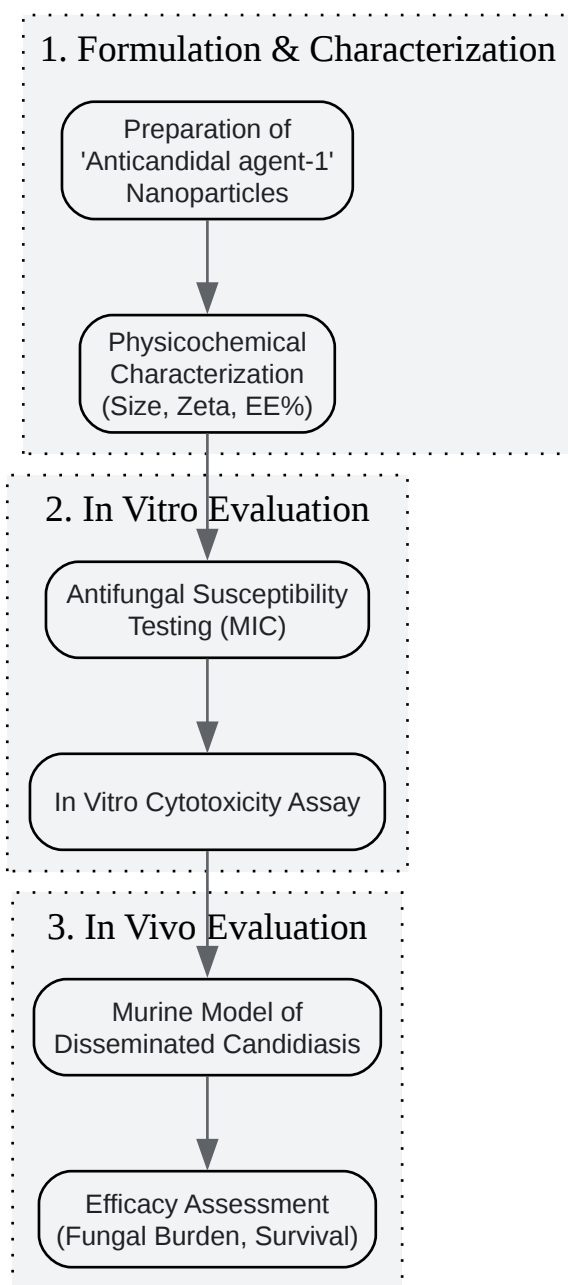 1. Formulation & Characterization
Preparation of
'Anticandidal agent-1'
Nanoparticles
Physicochemical
Characterization
(Size, Zeta, EE%)
2. In Vitro Evaluation
Antifungal Susceptibility
Testing (MIC)
In Vitro Cytotoxicity Assay
3. In Vivo Evaluation
Murine Model of
Disseminated Candidiasis
Efficacy Assessment
(Fungal Burden, Survival)